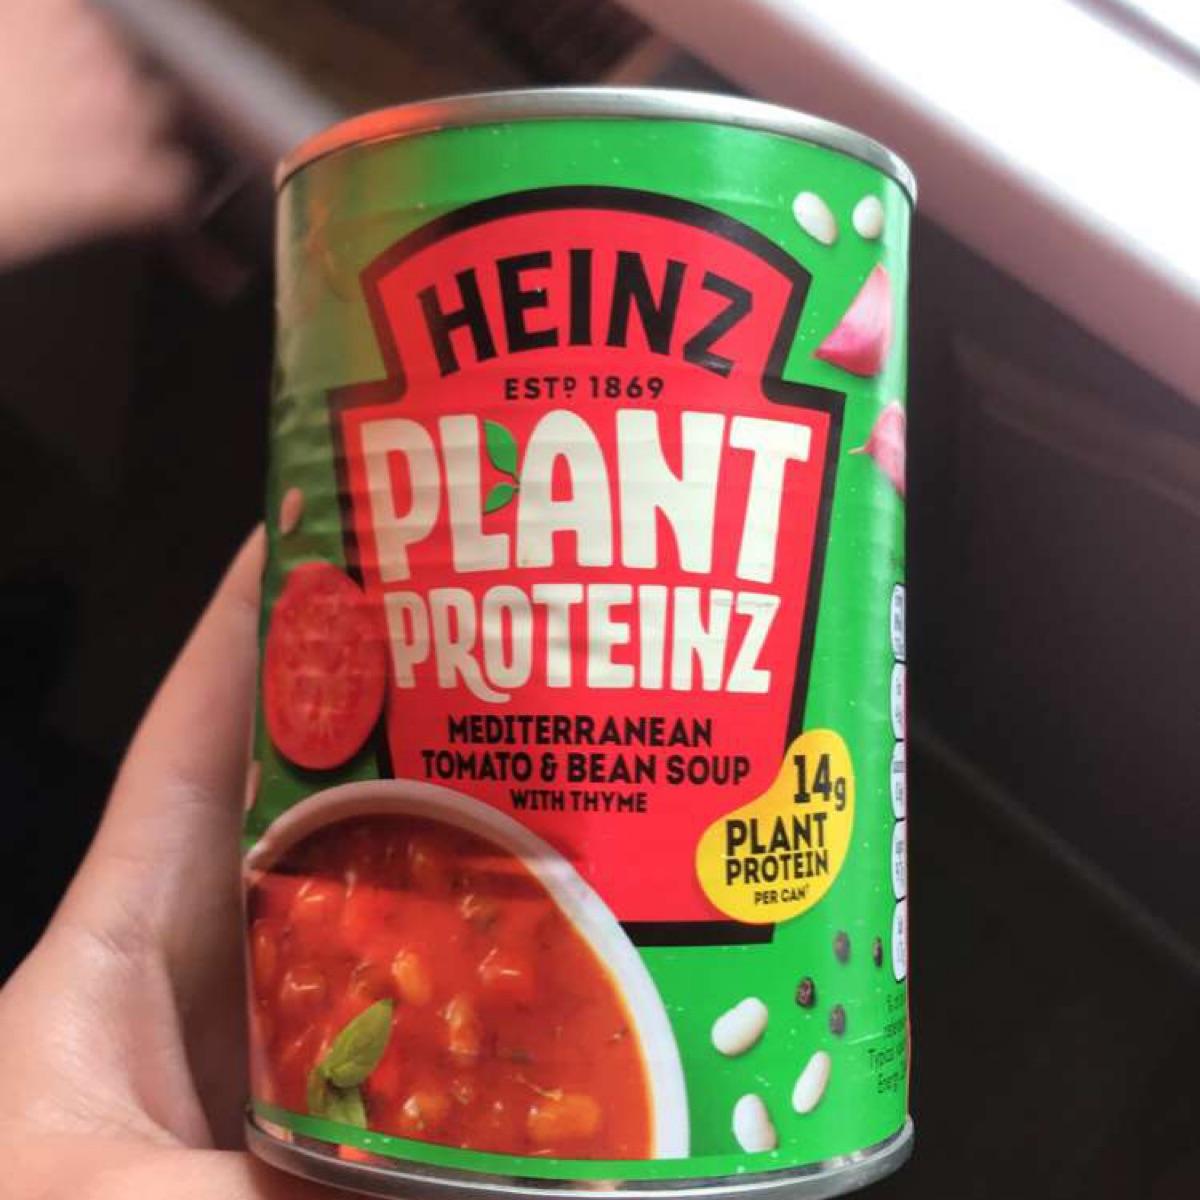 HEINZ
ESTD 1869
PLANT
PROTEINZ
MEDITERRANEAN
TOMATO & BEAN SOUP
WITH THYME
14g
PLANT
PROTEIN
PER CAN†